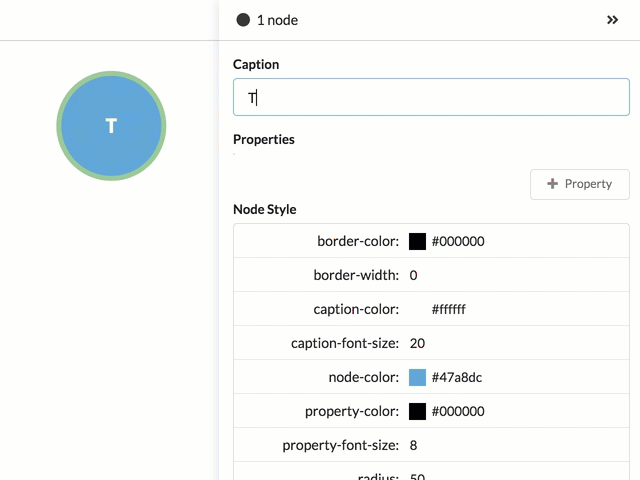 1 node
T
Caption
T
Properties
Property
Node Style
border-color: #000000
border-width: 0
caption-color: #ffffff
caption-font-size: 20
node-color: #47a8dc
property-color: #000000
property-font-size: 8
radius: 50